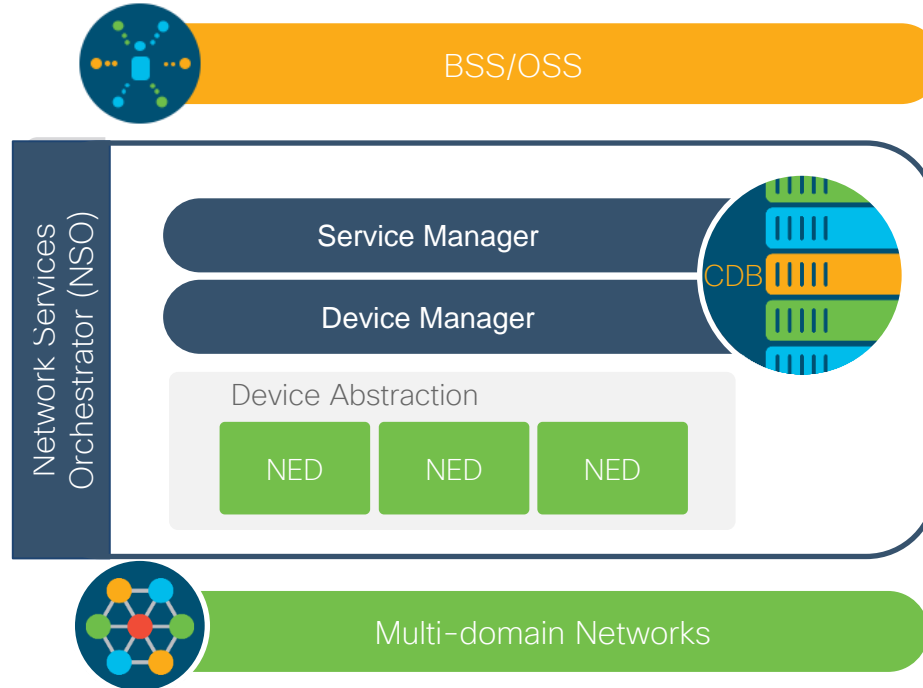 BSS/OSS
Network Services
Orchestrator (NSO)
Service Manager
CDB
Device Manager
Device Abstraction
NED
NED
NED
Multi-domain Networks